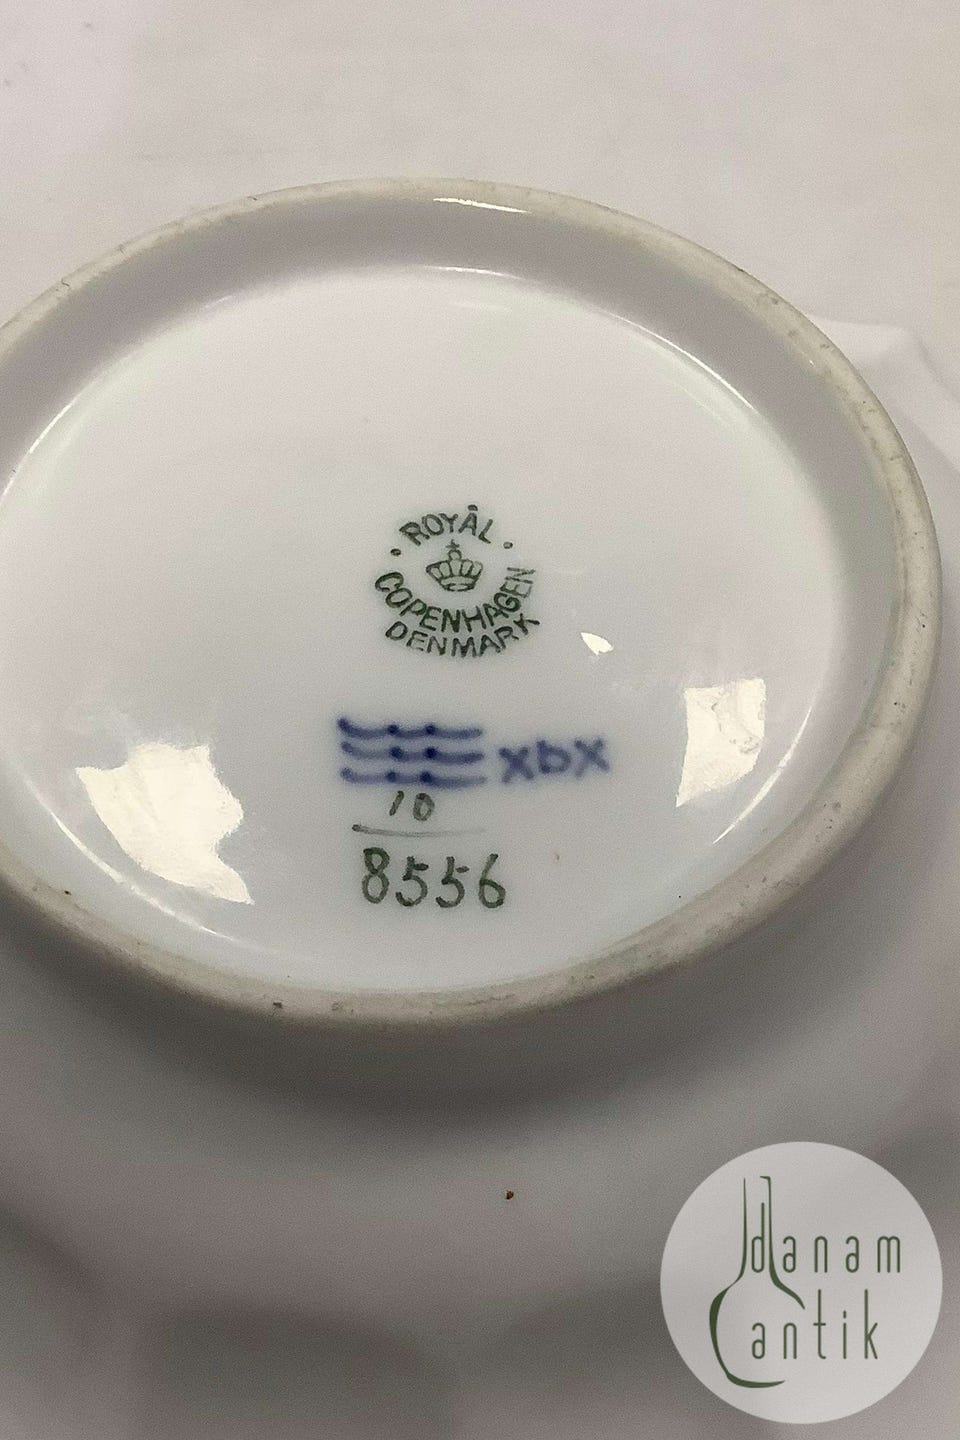 · ROYAL ·
COPENHAGEN
DENMARK
xbx
10
8556
danam
antik